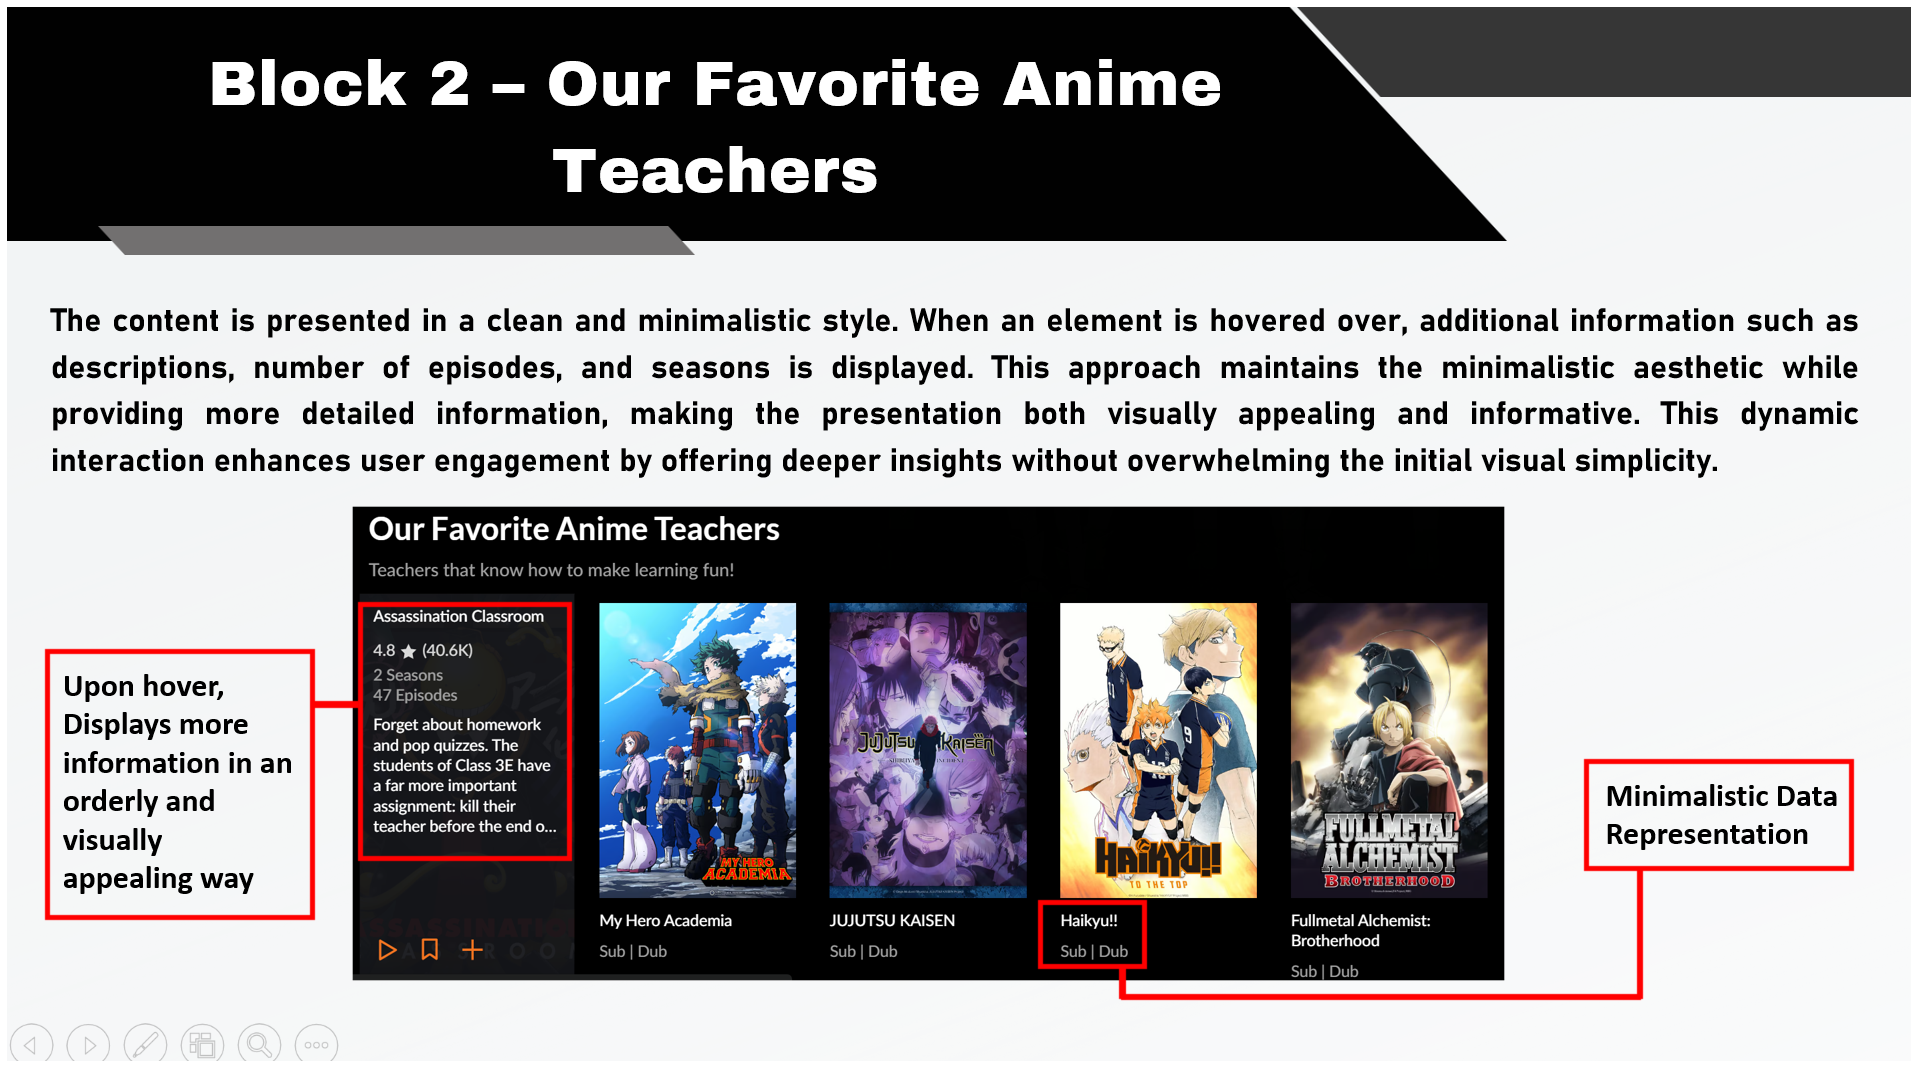 Block 2 – Our Favorite Anime
Teachers
The content is presented in a clean and minimalistic style. When an element is hovered over, additional information such as
descriptions, number of episodes, and seasons is displayed. This approach maintains the minimalistic aesthetic while
providing more detailed information, making the presentation both visually appealing and informative. This dynamic
interaction enhances user engagement by offering deeper insights without overwhelming the initial visual simplicity.
Our Favorite Anime Teachers
Teachers that know how to make learning fun!
Upon hover,
Displays more
information in an
orderly and
visually
appealing way
Assassination Classroom
4.8 ★ (40.6K)
2 Seasons
47 Episodes
Forget about homework
and pop quizzes. The
students of Class 3E have
a far more important
assignment: kill their
teacher before the end o...
MY HERO
ACADEMIA
My Hero Academia
Sub | Dub
JUJUTSU KAISEN
SHIBUYA INCIDENT
JUJUTSU KAISEN
Sub | Dub
11
9
10
HAIKYU!!
TO THE TOP
Haikyu!!
Sub | Dub
FULLMETAL
ALCHEMIST
BROTHERHOOD
Fullmetal Alchemist:
Brotherhood
Sub | Dub
Minimalistic Data
Representation